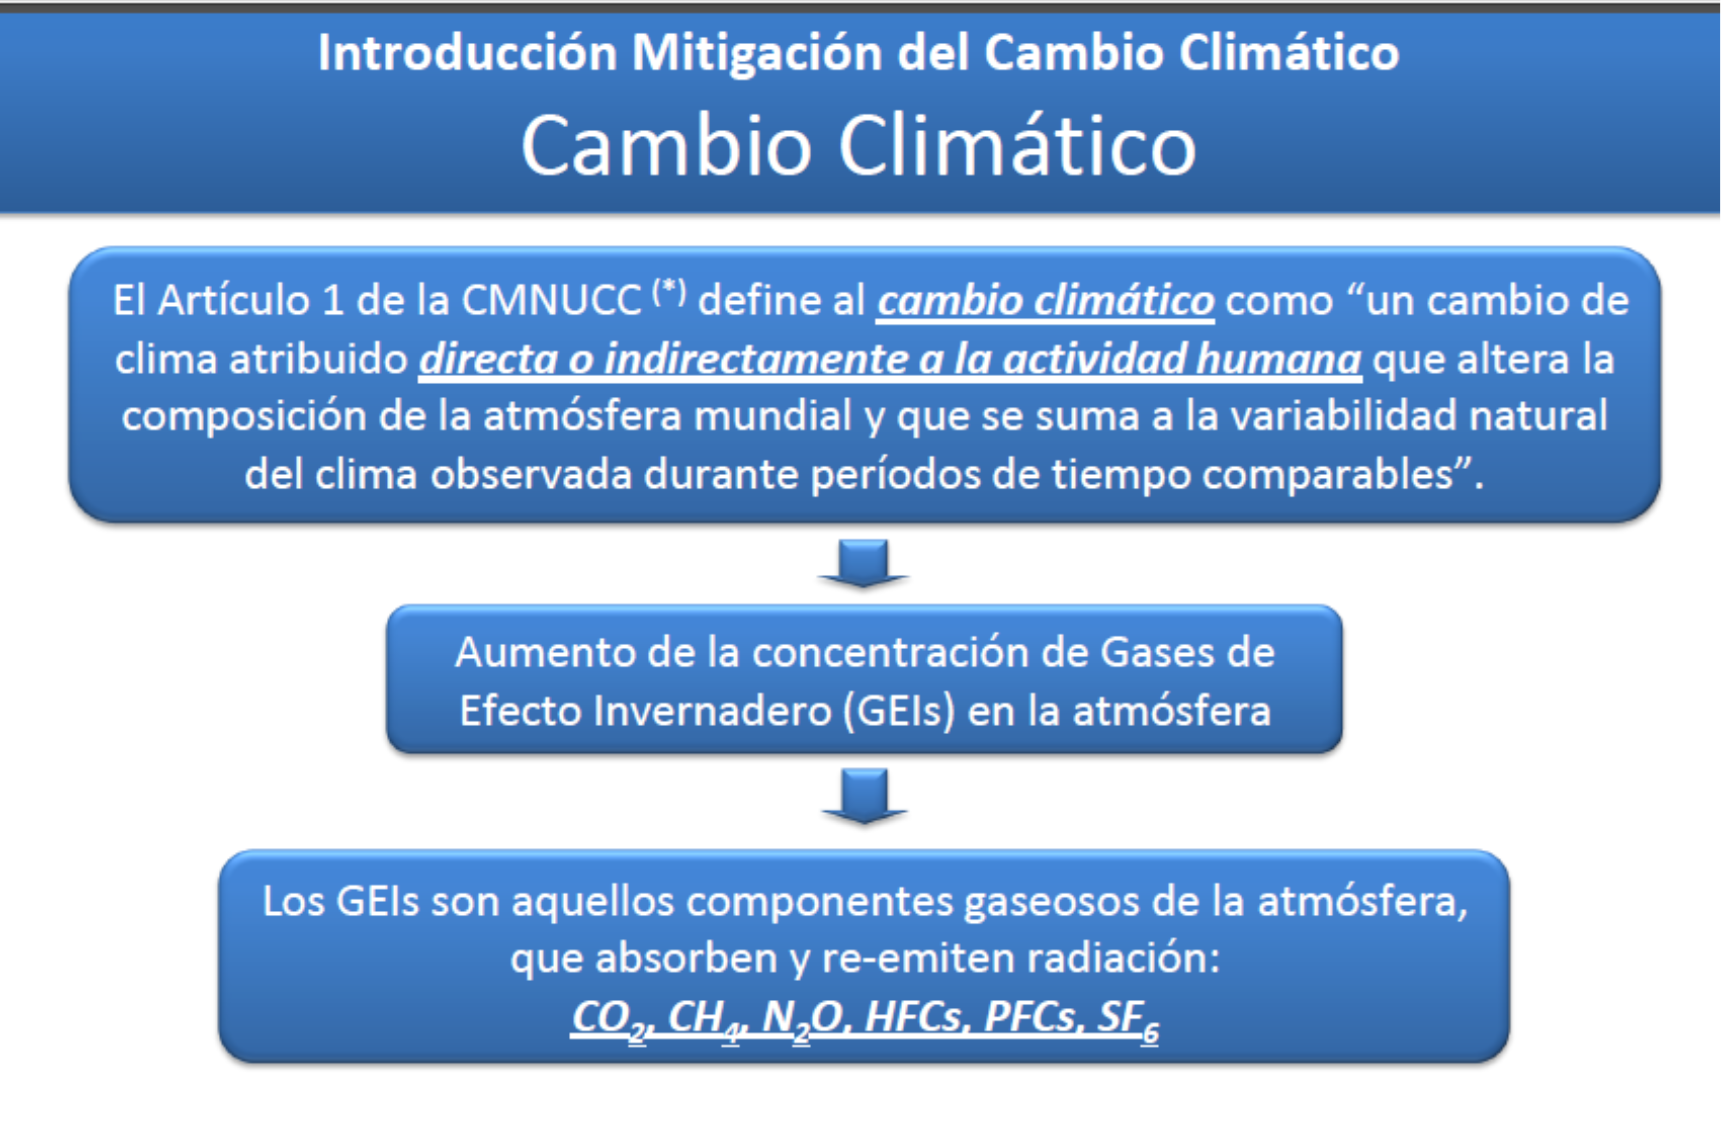 Introducción Mitigación del Cambio Climático
Cambio Climático
El Artículo 1 de la CMNUCC (*) define al cambio climático como “un cambio de
clima atribuido directa o indirectamente a la actividad humana que altera la
composición de la atmósfera mundial y que se suma a la variabilidad natural
del clima observada durante períodos de tiempo comparables”.
Aumento de la concentración de Gases de
Efecto Invernadero (GEIs) en la atmósfera
Los GEIs son aquellos componentes gaseosos de la atmósfera,
que absorben y re-emiten radiación:
CO₂, CH₄, N₂O, HFCs, PFCs, SF₆